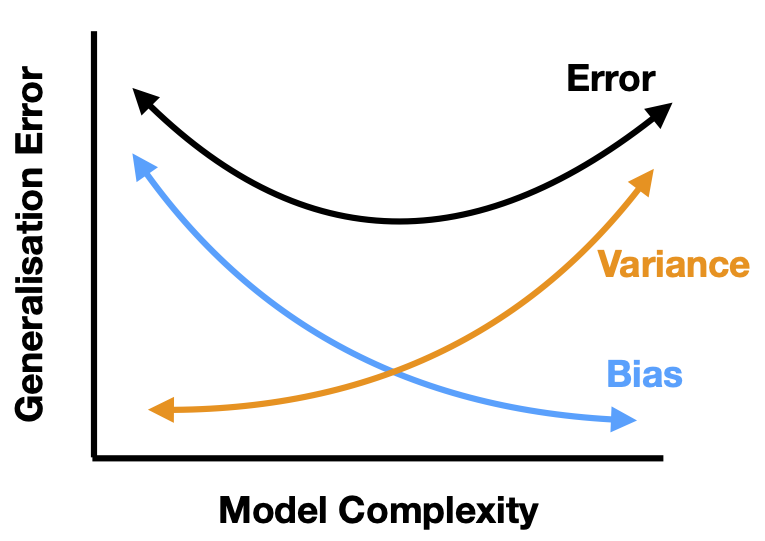 Error
Generalisation Error
Variance
Bias
Model Complexity